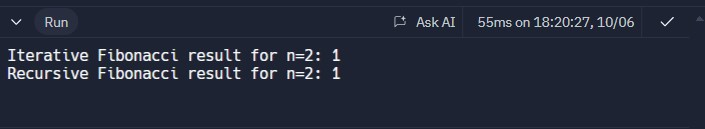 Run Ask AI 55ms on 18:20:27, 10/06
Iterative Fibonacci result for n=2: 1
Recursive Fibonacci result for n=2: 1